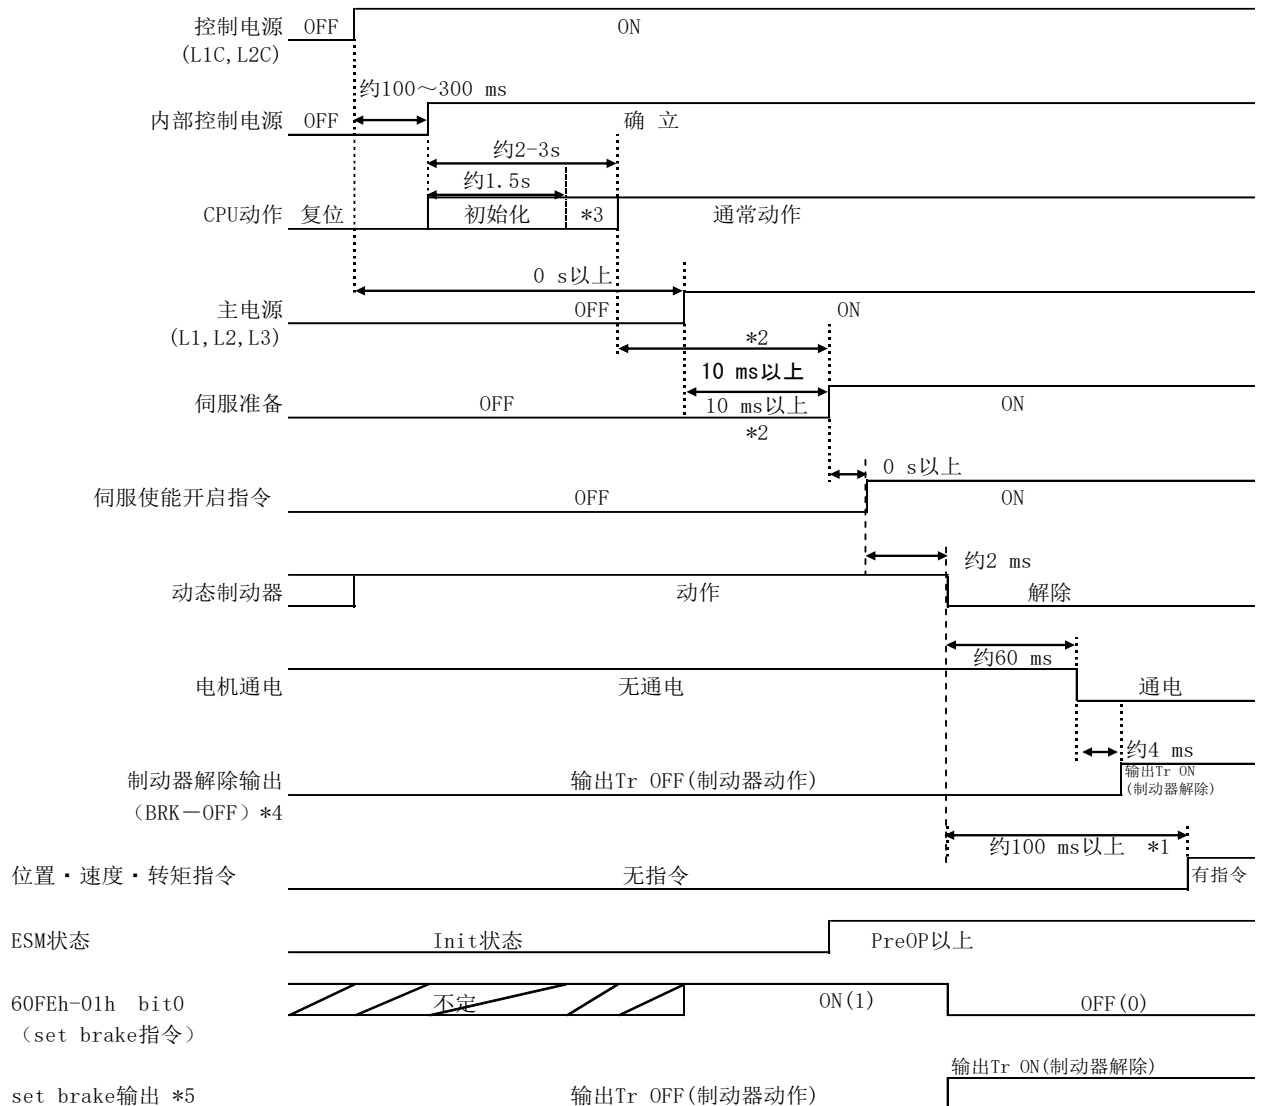 控制电源 OFF ON
(L1C, L2C)
约100～300 ms
内部控制电源 OFF 确 立
约2-3s
约1.5s
CPU动作 复位 初始化 *3 通常动作
0 s以上
主电源 OFF ON
(L1, L2, L3)
*2
10 ms以上
伺服准备 OFF 10 ms以上 ON
*2
0 s以上
伺服使能开启指令 OFF ON
约2 ms
动态制动器 动作 解除
约60 ms
电机通电 无通电 通电
约4 ms
制动器解除输出 输出Tr OFF(制动器动作) 输出Tr ON
(制动器解除)
（BRK－OFF）*4
约100 ms以上 *1
位置・速度・转矩指令 无指令 有指令
ESM状态 Init状态 PreOP以上
60FEh-01h bit0 不定 ON(1) OFF(0)
（set brake指令）
输出Tr ON(制动器解除)
set brake输出 *5 输出Tr OFF(制动器动作)